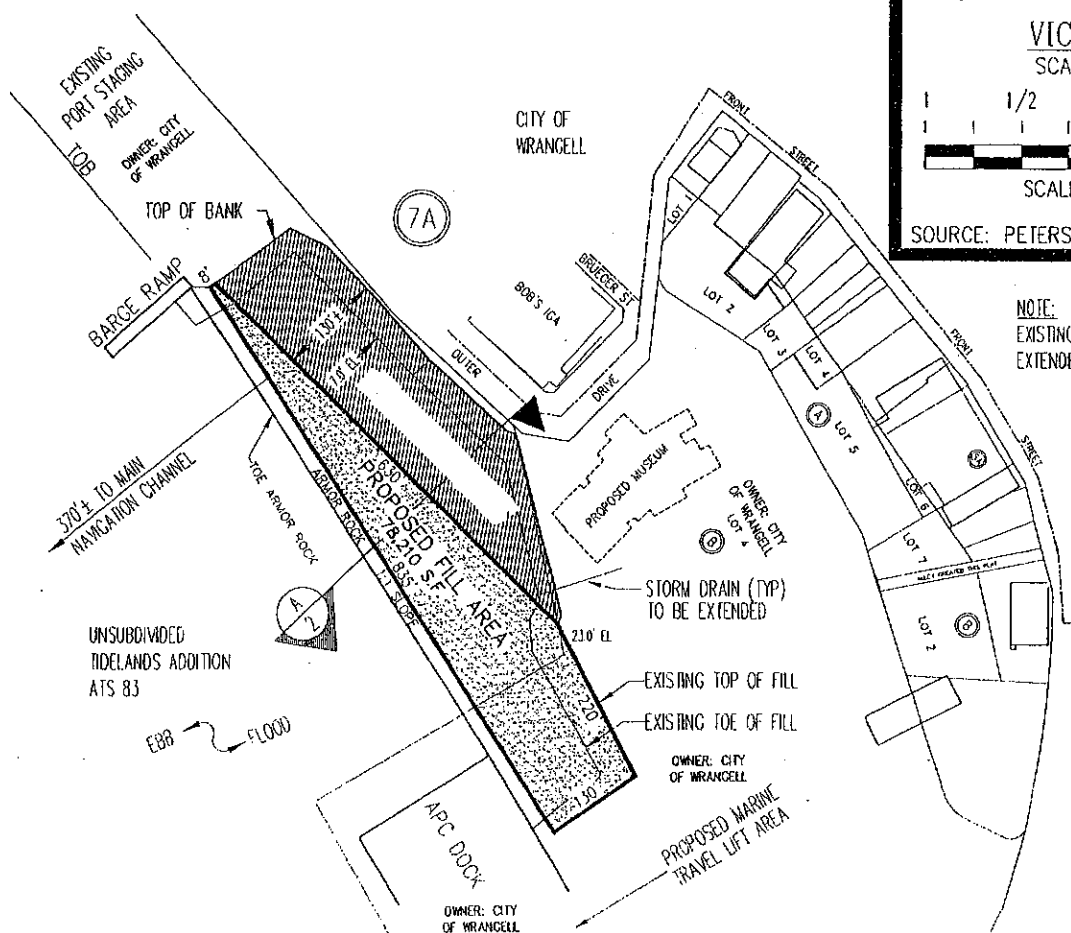 VIC
SCA
1 1/2
1 1
SCAL
SOURCE: PETERS
NOTE:
EXISTING
EXTENDE
EXISTING
PORT STAGING
AREA
TOB
OWNER: CITY
OF WRANGELL
CITY OF
WRANGELL
TOP OF BANK
7A
FRONT
STREET
LOT 1
BARGE RAMP
8'
130'±
7.0' EL
BRUEGER ST
BOB'S IGA
OUTER
DRIVE
LOT 2
LOT 3
LOT 4
A
LOT 5
FRONT
STREET
LOT 6
LOT 7
LOT 2
B
370'± TO MAIN
NAVIGATION CHANNEL
TOE ARMOR ROCK
ARMOR ROCK
835'
1:1 SLOPE
630'
PROPOSED FILL AREA
78,210 S.F.
PROPOSED MUSEUM
OWNER: CITY
OF WRANGELL
LOT 4
B
STORM DRAIN (TYP)
TO BE EXTENDED
23.0' EL
A
2
UNSUBDIVIDED
TIDELANDS ADDITION
ATS 83
EBB
FLOOD
EXISTING TOP OF FILL
220'
EXISTING TOE OF FILL
OWNER: CITY
OF WRANGELL
130'
APC DOCK
PROPOSED MARINE
TRAVEL LIFT AREA
OWNER: CITY
OF WRANGELL